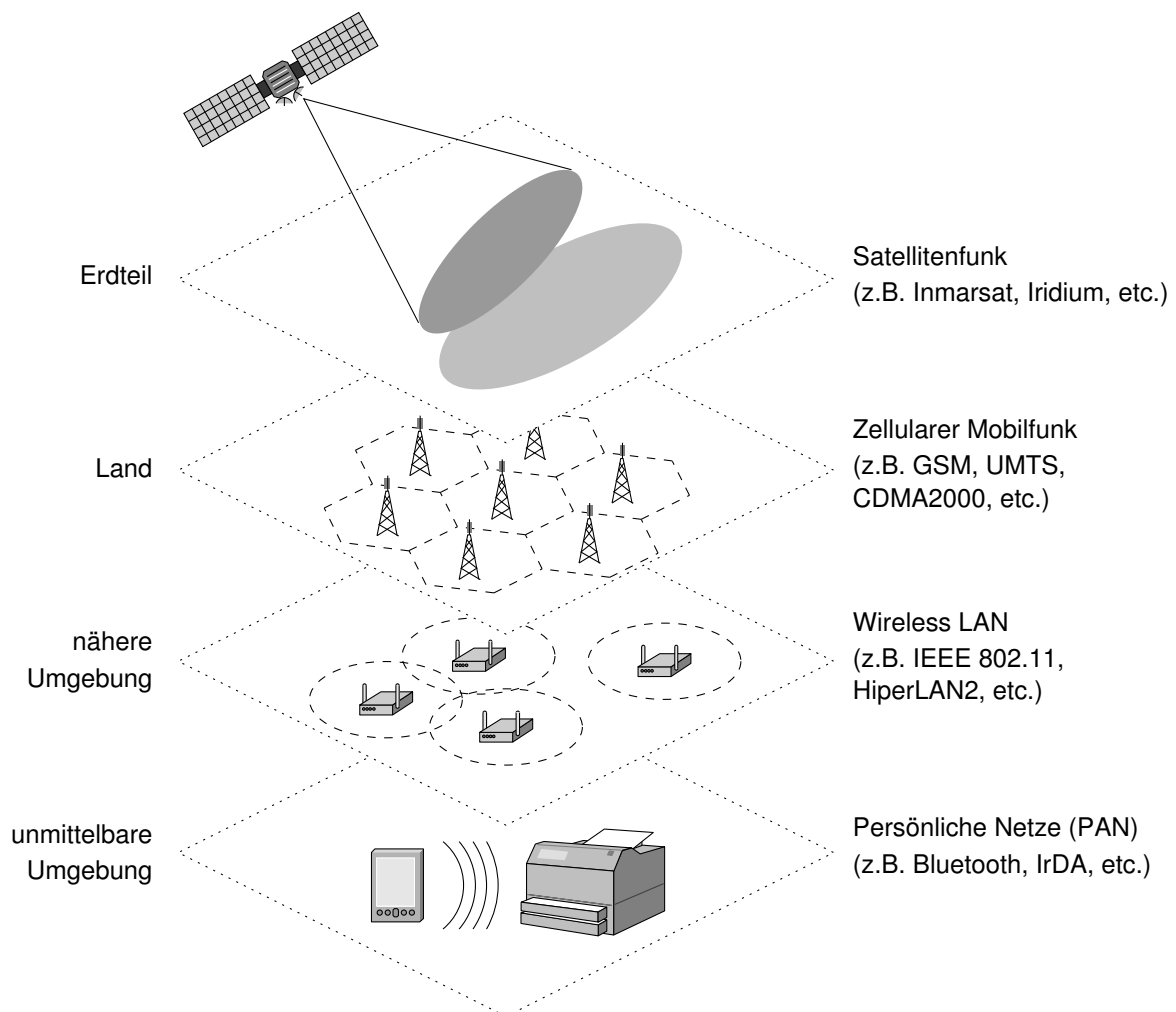 Erdteil
Satellitenfunk
(z.B. Inmarsat, Iridium, etc.)
Land
Zellularer Mobilfunk
(z.B. GSM, UMTS,
CDMA2000, etc.)
nähere
Umgebung
Wireless LAN
(z.B. IEEE 802.11,
HiperLAN2, etc.)
unmittelbare
Umgebung
Persönliche Netze (PAN)
(z.B. Bluetooth, IrDA, etc.)